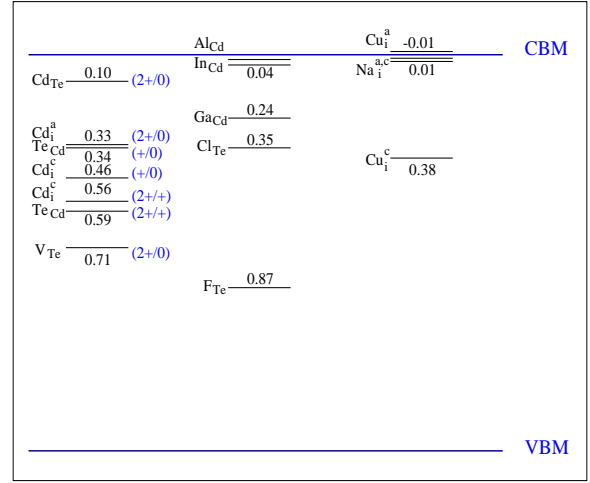 Al_Cd
Cu_i^a -0.01
CBM
In_Cd 0.04
Na_i^a,c 0.01
Cd_Te 0.10 (2+/0)
Ga_Cd 0.24
Cd_i^a 0.33 (2+/0)
Te_Cd 0.34 (+/0)
Cl_Te 0.35
Cd_i^c 0.46 (+/0)
Cu_i^c 0.38
Cd_i^c 0.56 (2+/+)
Te_Cd 0.59 (2+/+)
V_Te 0.71 (2+/0)
F_Te 0.87
VBM